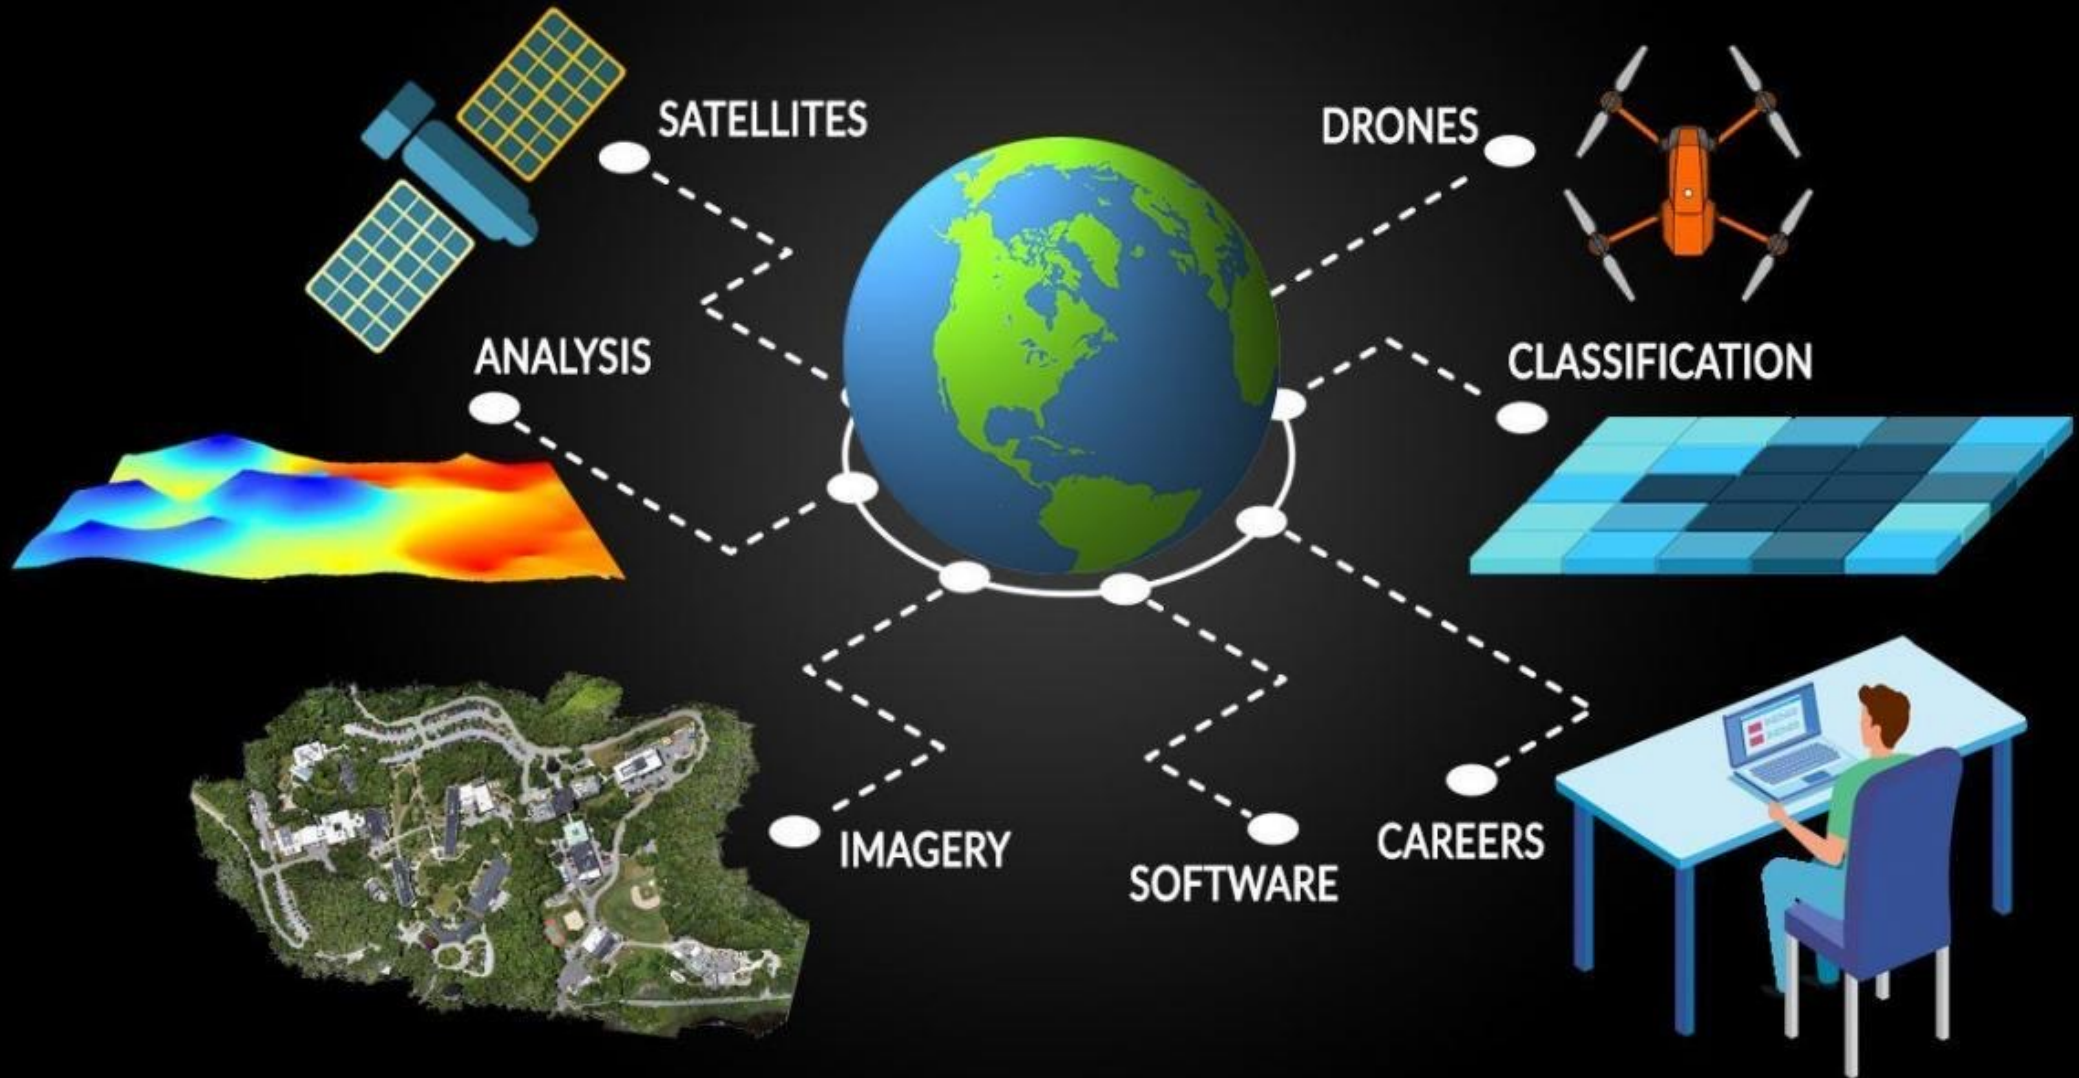 SATELLITES
DRONES
ANALYSIS
CLASSIFICATION
IMAGERY
SOFTWARE
CAREERS